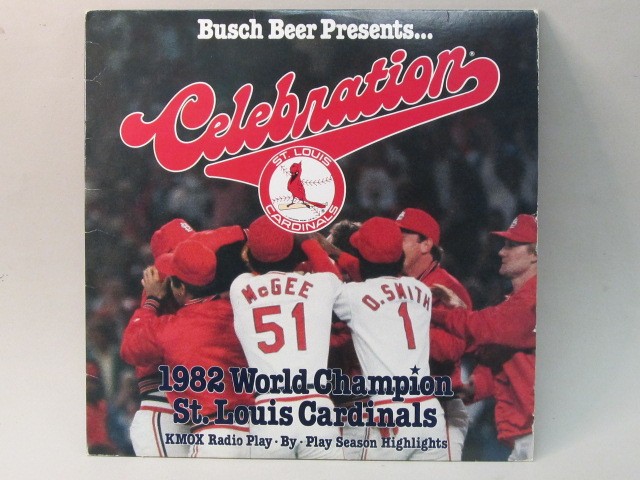 Busch Beer Presents...
Celebration®
ST. LOUIS
CARDINALS
McGEE
51
O. SMITH
1
1982 World Champion
St. Louis Cardinals
KMOX Radio Play · By · Play Season Highlights